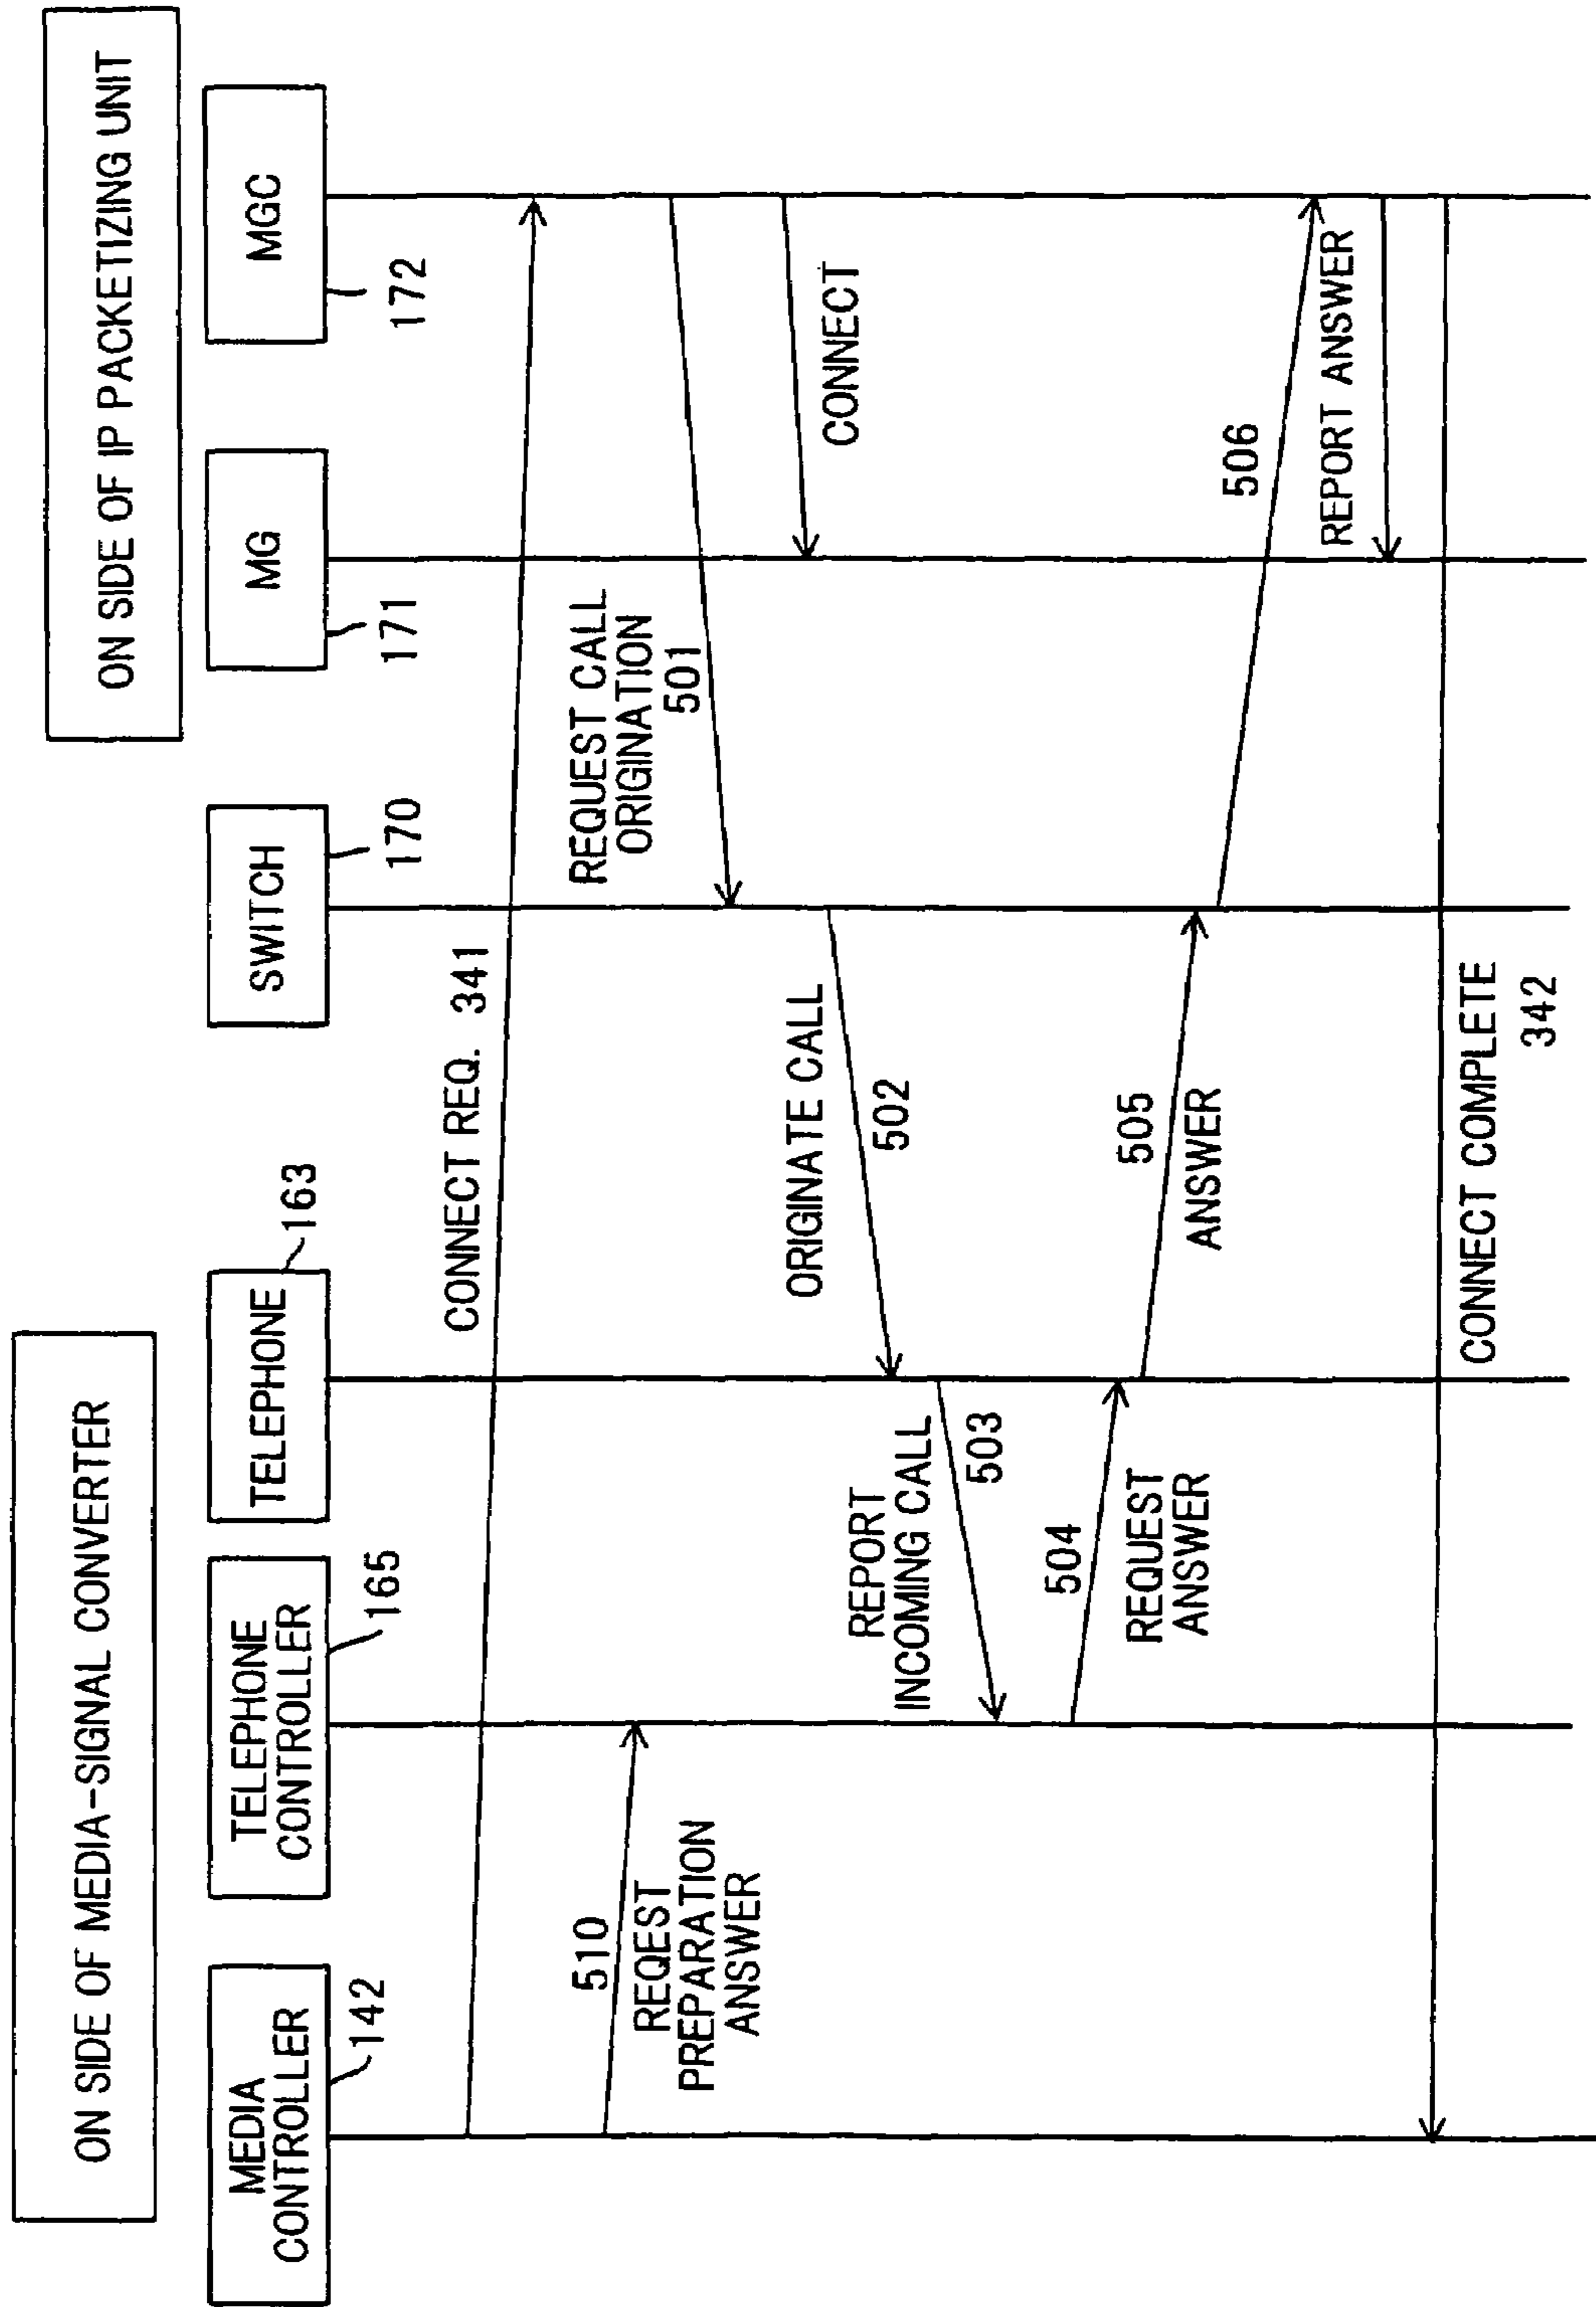 ON SIDE OF MEDIA-SIGNAL CONVERTER
ON SIDE OF IP PACKETIZING UNIT
MEDIA
CONTROLLER
142
TELEPHONE
CONTROLLER
165
TELEPHONE
163
SWITCH
170
MG
171
MGC
172
CONNECT REQ. 341
510
REQEST
PREPARATION
ANSWER
REQUEST CALL
ORIGINATION
501
CONNECT
ORIGINATE CALL
502
REPORT
INCOMING CALL
503
504
REQUEST
ANSWER
505
ANSWER
506
REPORT ANSWER
CONNECT COMPLETE
342